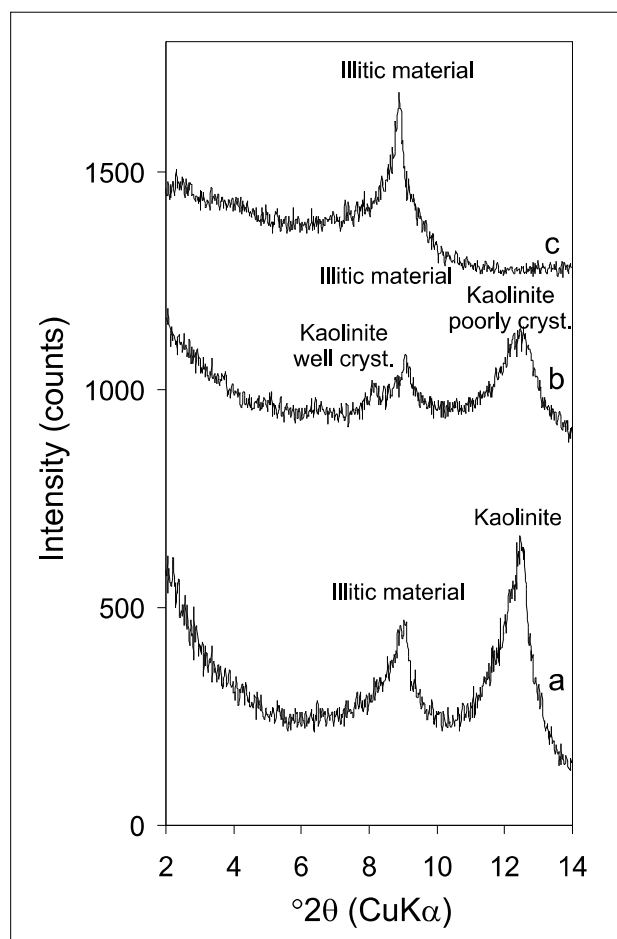 Illitic material
1500
c
Illitic material
Kaolinite
poorly cryst.
Kaolinite
well cryst.
1000
b
Intensity (counts)
Kaolinite
500
Illitic material
a
0
2 4 6 8 10 12 14
°2θ (CuKα)